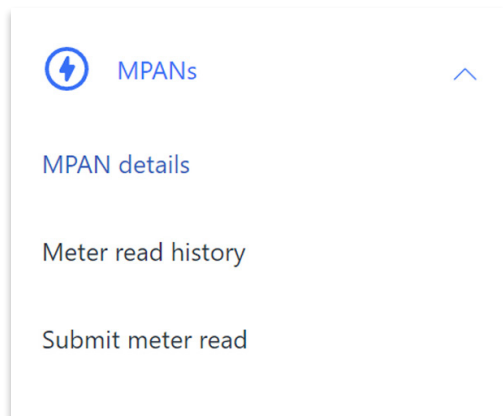 MPANs
MPAN details
Meter read history
Submit meter read